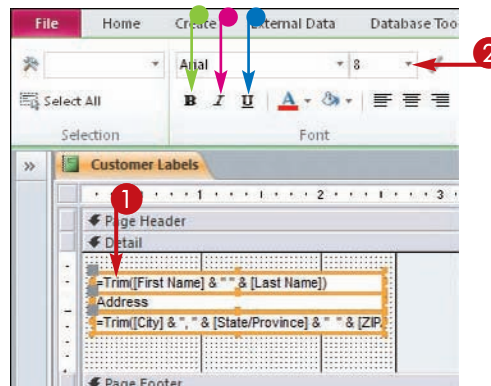 File Home Create External Data Database Too
Arial 8 2
Select All B I U A
Selection Font
» Customer Labels
1 2 3
Page Header
Detail
1
=Trim([First Name] & " " & [Last Name])
Address
=Trim([City] & ", " & [State/Province] & " " & [ZIP
Page Footer